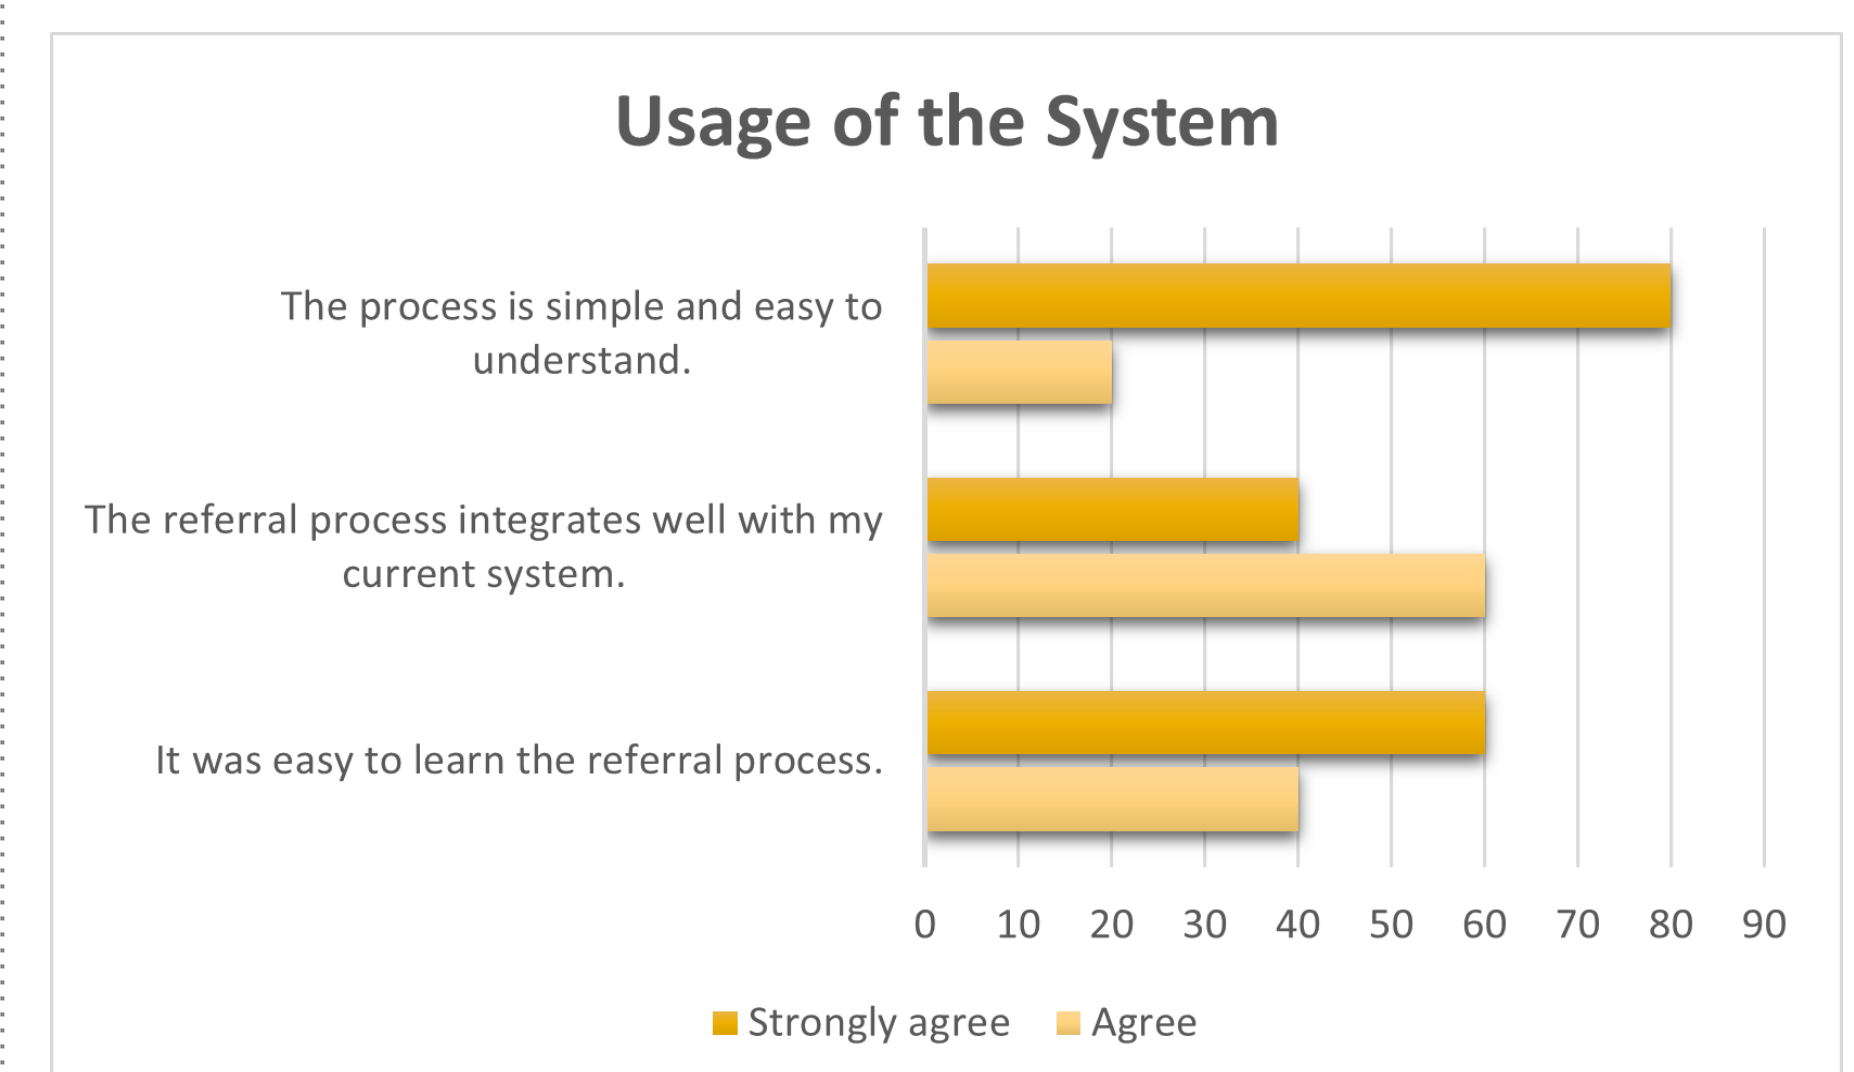 Usage of the System
The process is simple and easy to
understand.
The referral process integrates well with my
current system.
It was easy to learn the referral process.
0 10 20 30 40 50 60 70 80 90
Strongly agree Agree